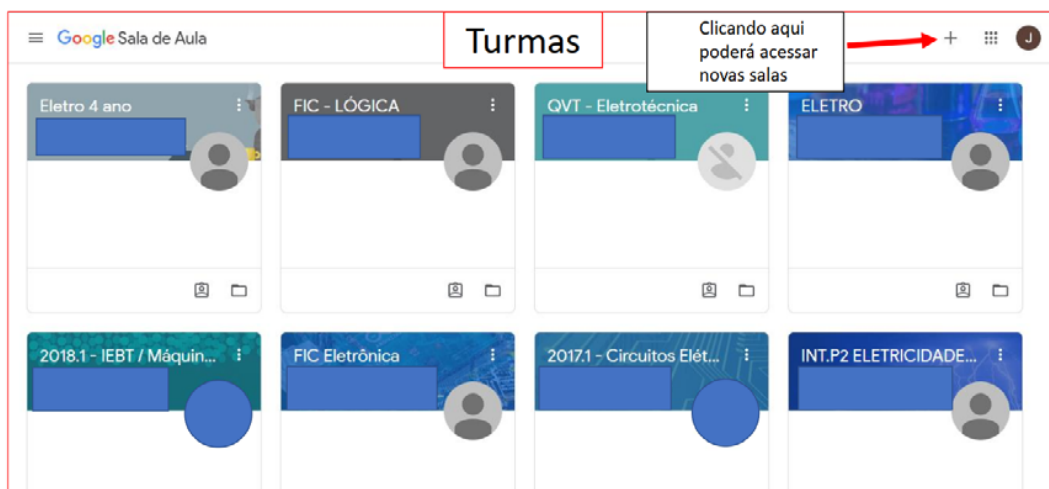 Google Sala de Aula
Turmas
Clicando aqui
poderá acessar
novas salas
J
Eletro 4 ano
FIC - LÓGICA
QVT - Eletrotécnica
ELETRO
2018.1 - IEBT / Máquin...
FIC Eletrônica
2017.1 - Circuitos Elét...
INT.P2 ELETRICIDADE...